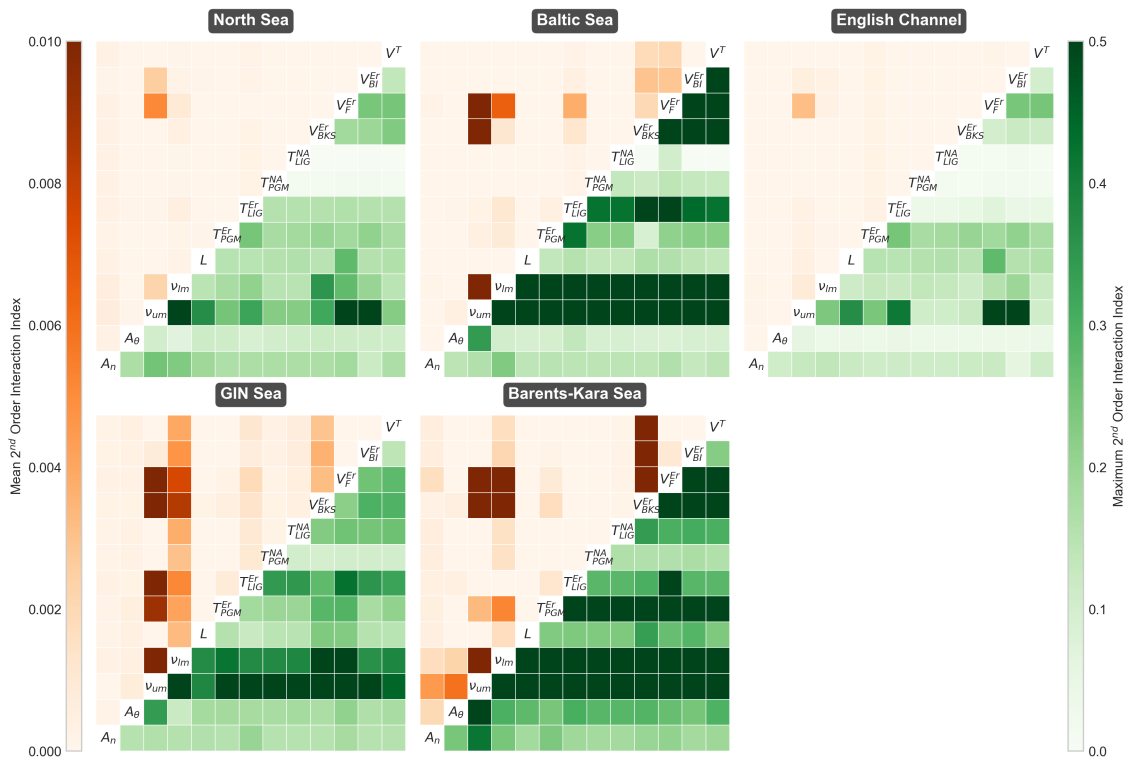 North Sea
Baltic Sea
English Channel
0.010
0.008
0.006
0.004
0.002
0.000
Mean 2nd Order Interaction Index
V^T
V_BI^Er
V_F^Er
V_BKS^Er
T_LIG^NA
T_PGM^NA
T_LIG^Er
T_PGM^Er
L
ν_lm
ν_um
A_θ
A_n
V^T
V_BI^Er
V_F^Er
V_BKS^Er
T_LIG^NA
T_PGM^NA
T_LIG^Er
T_PGM^Er
L
ν_lm
ν_um
A_θ
A_n
V^T
V_BI^Er
V_F^Er
V_BKS^Er
T_LIG^NA
T_PGM^NA
T_LIG^Er
T_PGM^Er
L
ν_lm
ν_um
A_θ
A_n
GIN Sea
Barents-Kara Sea
V^T
V_BI^Er
V_F^Er
V_BKS^Er
T_LIG^NA
T_PGM^NA
T_LIG^Er
T_PGM^Er
L
ν_lm
ν_um
A_θ
A_n
V^T
V_BI^Er
V_F^Er
V_BKS^Er
T_LIG^NA
T_PGM^NA
T_LIG^Er
T_PGM^Er
L
ν_lm
ν_um
A_θ
A_n
0.5
0.4
0.3
0.2
0.1
0.0
Maximum 2nd Order Interaction Index